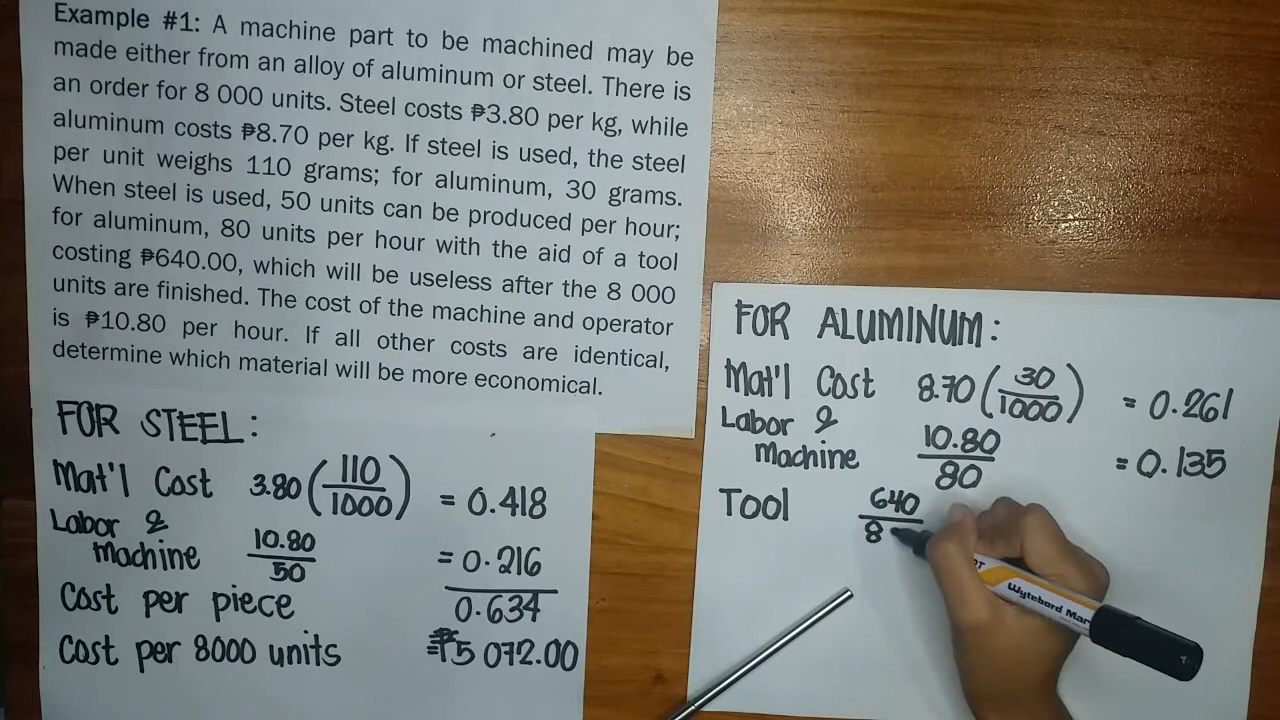 Example #1: A machine part to be machined may be
made either from an alloy of aluminum or steel. There is
an order for 8 000 units. Steel costs ₱3.80 per kg, while
aluminum costs ₱8.70 per kg. If steel is used, the steel
per unit weighs 110 grams; for aluminum, 30 grams.
When steel is used, 50 units can be produced per hour;
for aluminum, 80 units per hour with the aid of a tool
costing ₱640.00, which will be useless after the 8 000
units are finished. The cost of the machine and operator
is ₱10.80 per hour. If all other costs are identical,
determine which material will be more economical.
FOR STEEL:
Mat'l Cost 3.80 (110/1000) = 0.418
Labor &
Machine 10.80/50 = 0.216
Cost per piece 0.634
Cost per 8000 units = ₱5 072.00
FOR ALUMINUM:
Mat'l Cost 8.70 (30/1000) = 0.261
Labor &
Machine 10.80/80 = 0.135
Tool 640/8
Wytebord Mar